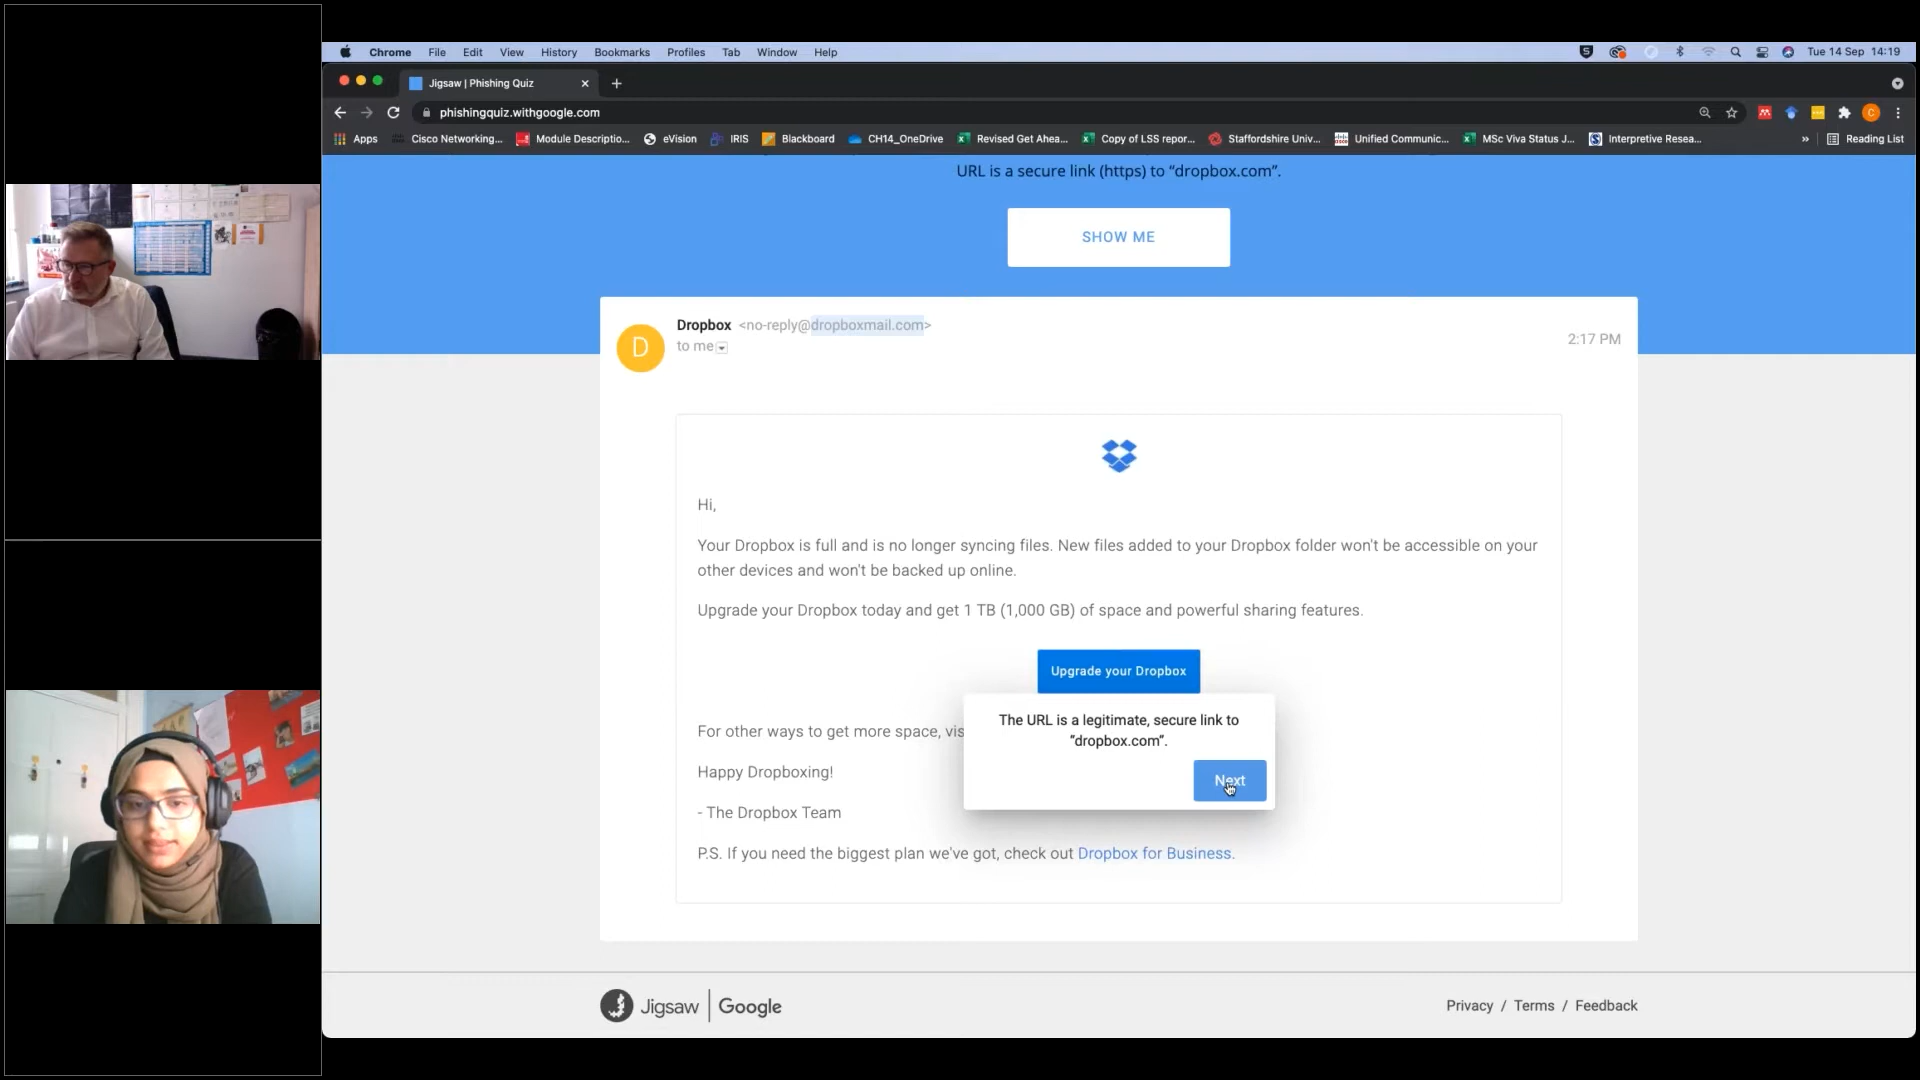 Chrome File Edit View History Bookmarks Profiles Tab Window Help
Tue 14 Sep 14:19
Jigsaw | Phishing Quiz
phishingquiz.withgoogle.com
Apps Cisco Networking... Module Descriptio... eVision IRIS Blackboard CH14_OneDrive Revised Get Ahea... Copy of LSS repor... Staffordshire Univ... Unified Communic... MSc Viva Status J... Interpretive Resea... » Reading List
URL is a secure link (https) to “dropbox.com”.
SHOW ME
D
Dropbox <no-reply@dropboxmail.com>
to me
2:17 PM
Hi,
Your Dropbox is full and is no longer syncing files. New files added to your Dropbox folder won't be accessible on your
other devices and won't be backed up online.
Upgrade your Dropbox today and get 1 TB (1,000 GB) of space and powerful sharing features.
Upgrade your Dropbox
The URL is a legitimate, secure link to
“dropbox.com”.
Next
For other ways to get more space, vis
Happy Dropboxing!
- The Dropbox Team
P.S. If you need the biggest plan we've got, check out Dropbox for Business.
Jigsaw | Google
Privacy / Terms / Feedback